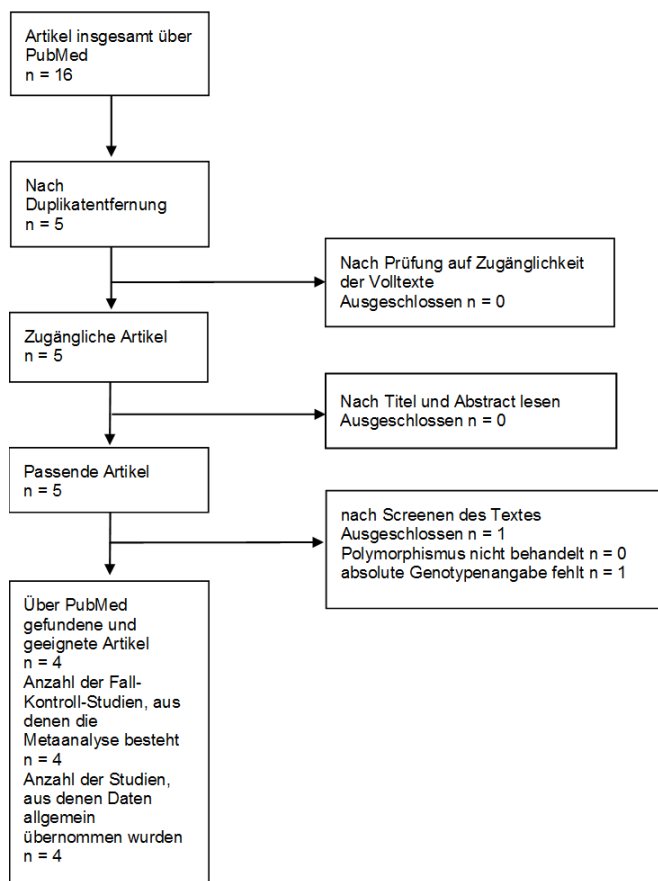 Artikel insgesamt über
PubMed
n = 16
Nach
Duplikatentfernung
n = 5
Nach Prüfung auf Zugänglichkeit
der Volltexte
Ausgeschlossen n = 0
Zugängliche Artikel
n = 5
Nach Titel und Abstract lesen
Ausgeschlossen n = 0
Passende Artikel
n = 5
nach Screenen des Textes
Ausgeschlossen n = 1
Polymorphismus nicht behandelt n = 0
absolute Genotypenangabe fehlt n = 1
Über PubMed
gefundene und
geeignete Artikel
n = 4
Anzahl der Fall-
Kontroll-Studien, aus
denen die
Metaanalyse besteht
n = 4
Anzahl der Studien,
aus denen Daten
allgemein
übernommen wurden
n = 4